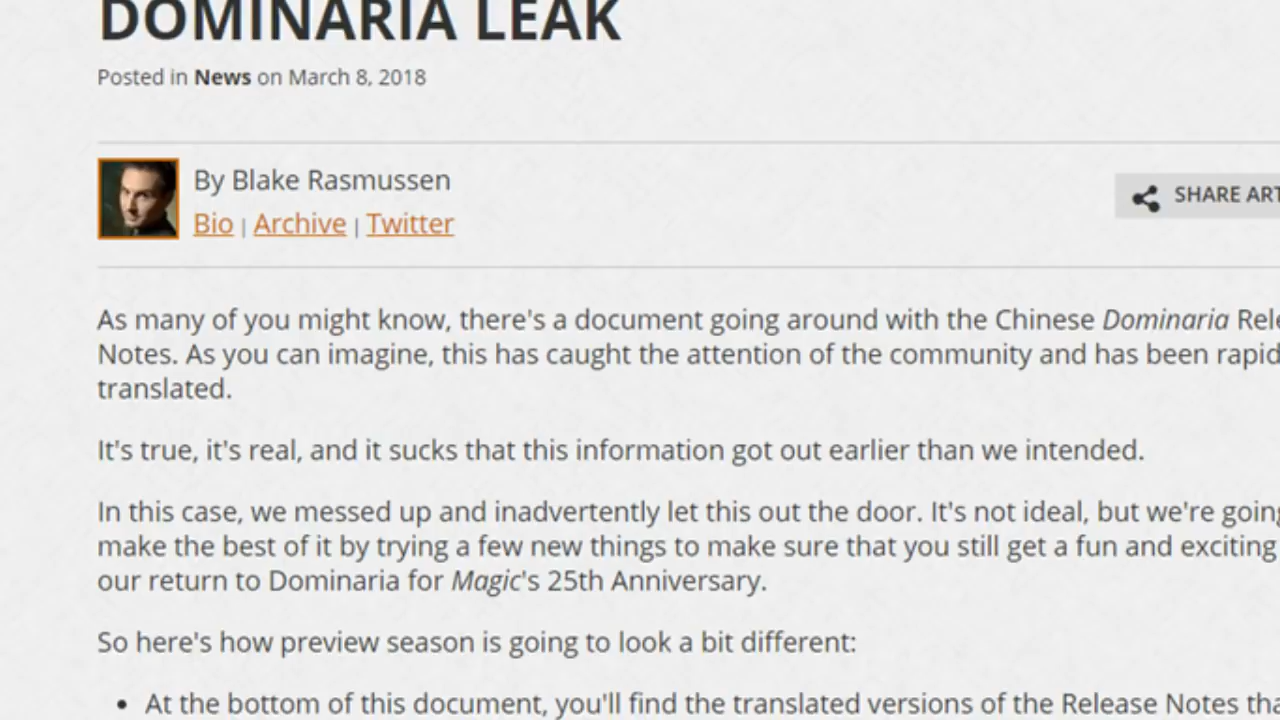 DOMINARIA LEAK
Posted in News on March 8, 2018
By Blake Rasmussen
Bio | Archive | Twitter
SHARE
As many of you might know, there's a document going around with the Chinese Dominaria
Notes. As you can imagine, this has caught the attention of the community and has been
translated.
It's true, it's real, and it sucks that this information got out earlier than we intended.
In this case, we messed up and inadvertently let this out the door. It's not ideal, but we're going
make the best of it by trying a few new things to make sure that you still get a fun and exciting
our return to Dominaria for Magic's 25th Anniversary.
So here's how preview season is going to look a bit different:
• At the bottom of this document, you'll find the translated versions of the Release Notes